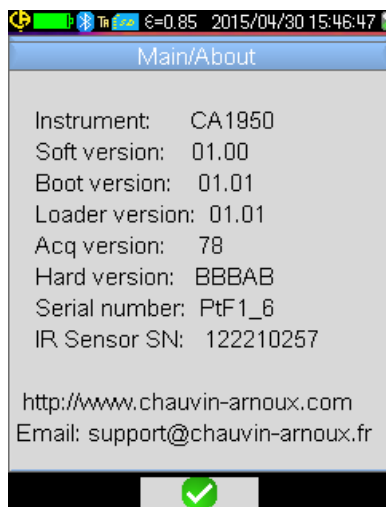 Ta ε=0.85 2015/04/30 15:46:47
Main/About
Instrument: CA1950
Soft version: 01.00
Boot version: 01.01
Loader version: 01.01
Acq version: 78
Hard version: BBBAB
Serial number: PtF1_6
IR Sensor SN: 122210257
http://www.chauvin-arnoux.com
Email: support@chauvin-arnoux.fr